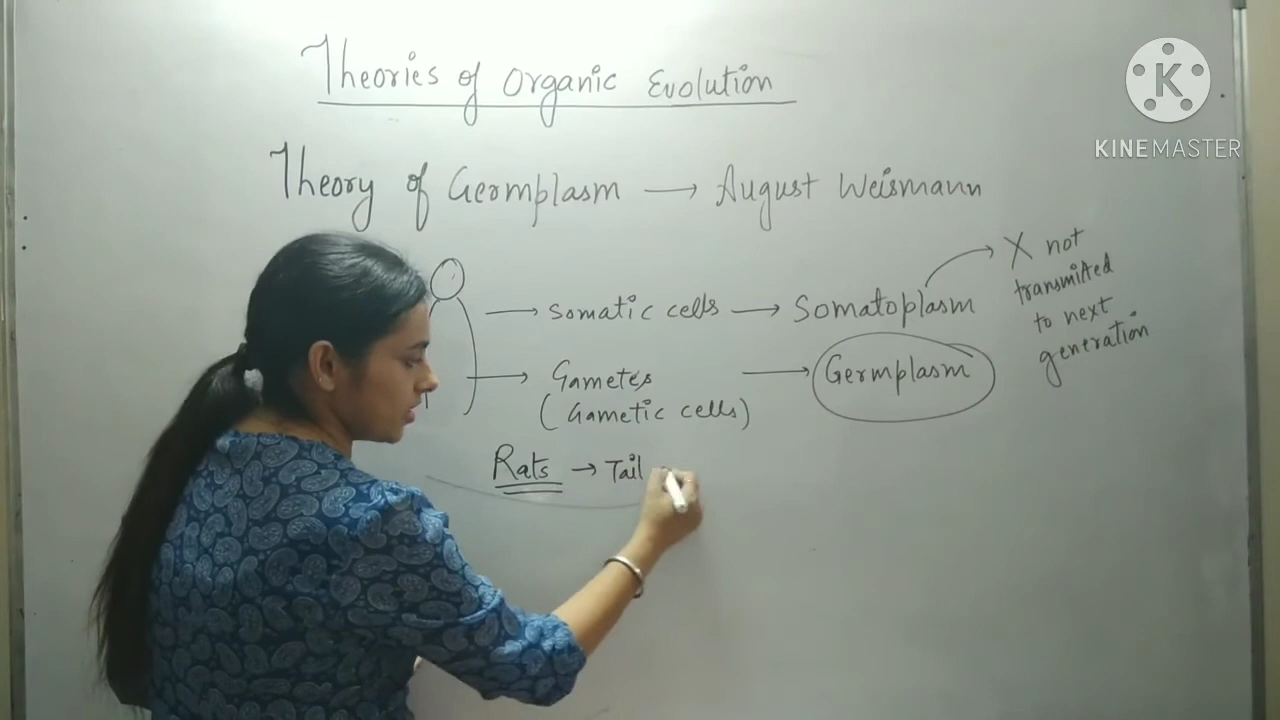 Theories of Organic Evolution
Theory of Germplasm → August Weismann
→ Somatic cells → Somatoplasm
X not
transmitted
to next
generation
→ Gametes → Germplasm
(Gametic cells)
Rats → Tail
K
KINEMASTER